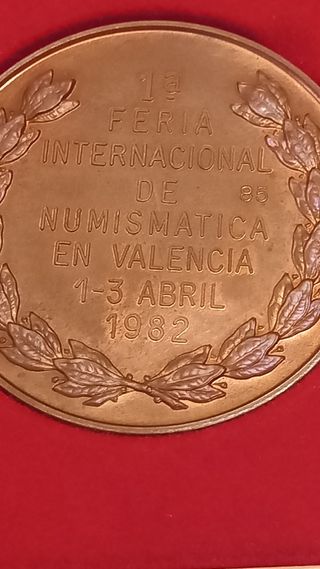 1ª
FERIA
INTERNACIONAL
DE 85
NUMISMATICA
EN VALENCIA
1-3 ABRIL
1982